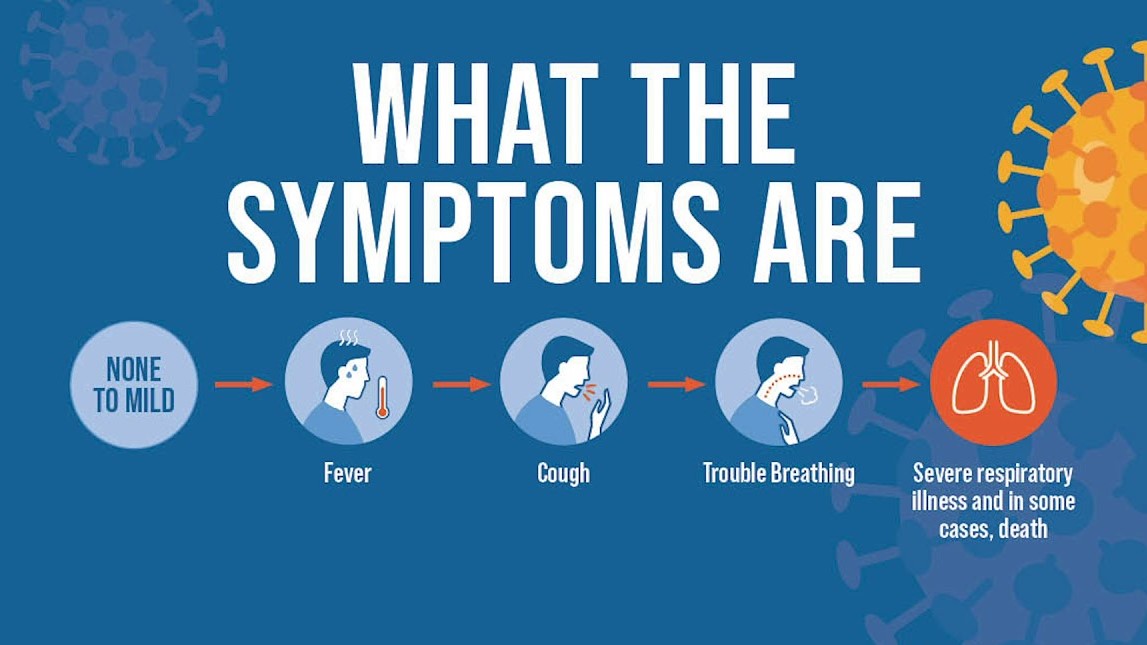 WHAT THE
SYMPTOMS ARE
NONE
TO MILD
Fever
Cough
Trouble Breathing
Severe respiratory
illness and in some
cases, death